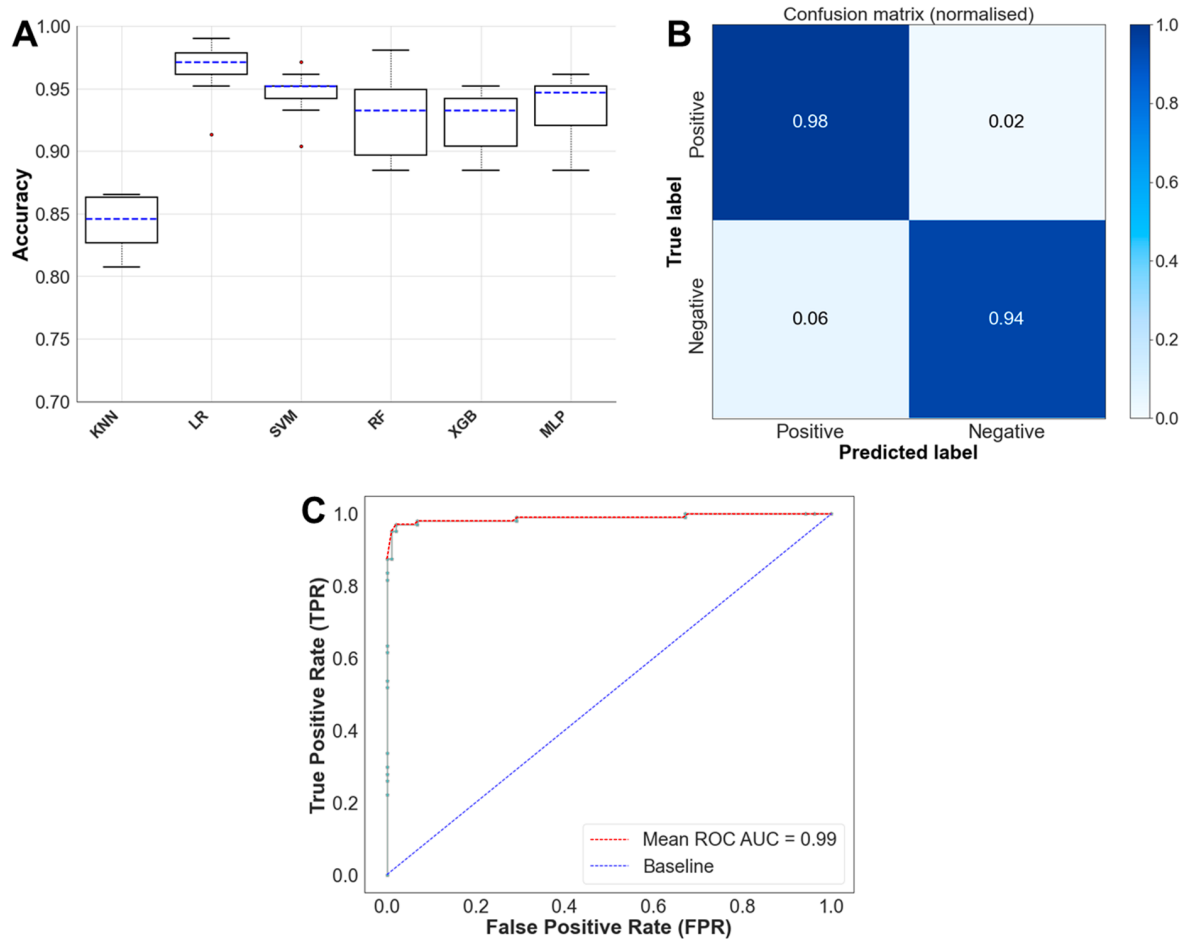 A
Accuracy
1.00
0.95
0.90
0.85
0.80
0.75
0.70
KNN
LR
SVM
RF
XGB
MLP
B
Confusion matrix (normalised)
True label
Positive
Negative
0.98
0.02
0.06
0.94
Positive
Negative
Predicted label
1.0
0.8
0.6
0.4
0.2
0.0
C
True Positive Rate (TPR)
1.0
0.8
0.6
0.4
0.2
0.0
Mean ROC AUC = 0.99
Baseline
0.0
0.2
0.4
0.6
0.8
1.0
False Positive Rate (FPR)